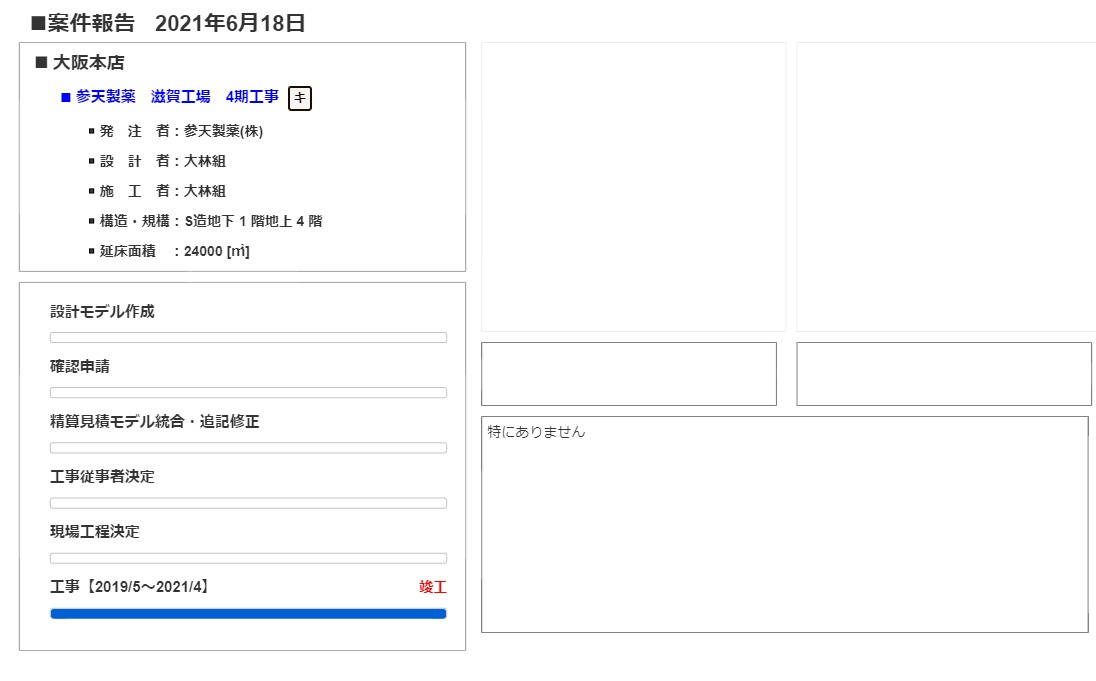 ■案件報告　2021年6月18日
■ 大阪本店
■ 参天製薬　滋賀工場　4期工事 キ
▪ 発　注　者：参天製薬(株)
▪ 設　計　者：大林組
▪ 施　工　者：大林組
▪ 構造・規構：S造地下 1 階地上 4 階
▪ 延床面積　：24000 [㎡]
設計モデル作成
確認申請
精算見積モデル統合・追記修正
工事従事者決定
現場工程決定
工事【2019/5～2021/4】 竣工
特にありません